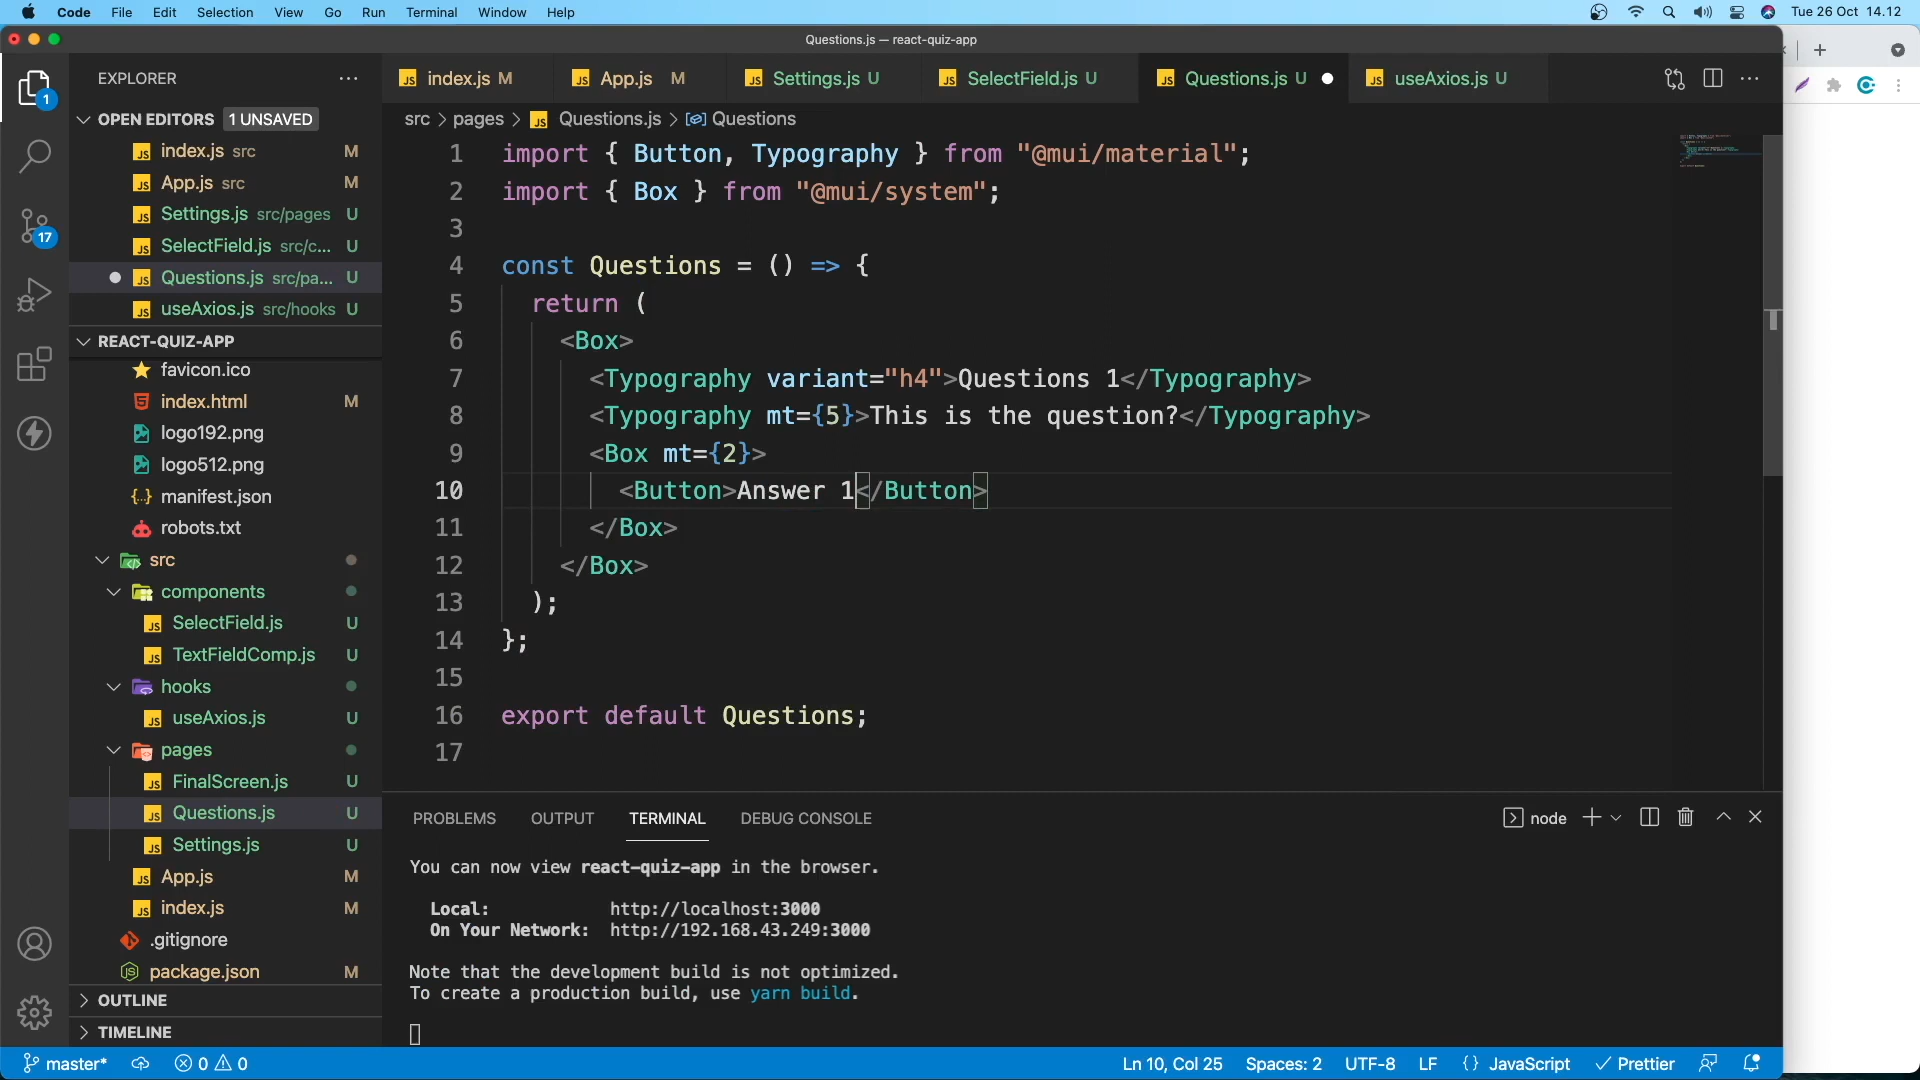 Code File Edit Selection View Go Run Terminal Window Help Tue 26 Oct 14.12
Questions.js — react-quiz-app
EXPLORER
index.js M App.js M Settings.js U SelectField.js U Questions.js U useAxios.js U
OPEN EDITORS 1 UNSAVED
index.js src M
App.js src M
Settings.js src/pages U
SelectField.js src/c... U
Questions.js src/pa... U
useAxios.js src/hooks U
REACT-QUIZ-APP
favicon.ico
index.html M
logo192.png
logo512.png
manifest.json
robots.txt
src
components
SelectField.js U
TextFieldComp.js U
hooks
useAxios.js U
pages
FinalScreen.js U
Questions.js U
Settings.js U
App.js M
index.js M
.gitignore
package.json M
OUTLINE
TIMELINE
1
17
src > pages > Questions.js > Questions
1 import { Button, Typography } from "@mui/material";
2 import { Box } from "@mui/system";
3
4 const Questions = () => {
5 return (
6 <Box>
7 <Typography variant="h4">Questions 1</Typography>
8 <Typography mt={5}>This is the question?</Typography>
9 <Box mt={2}>
10 <Button>Answer 1</Button>
11 </Box>
12 </Box>
13 );
14 };
15
16 export default Questions;
17
PROBLEMS OUTPUT TERMINAL DEBUG CONSOLE node
You can now view react-quiz-app in the browser.
Local: http://localhost:3000
On Your Network: http://192.168.43.249:3000
Note that the development build is not optimized.
To create a production build, use yarn build.
master* 0 0 Ln 10, Col 25 Spaces: 2 UTF-8 LF {} JavaScript Prettier